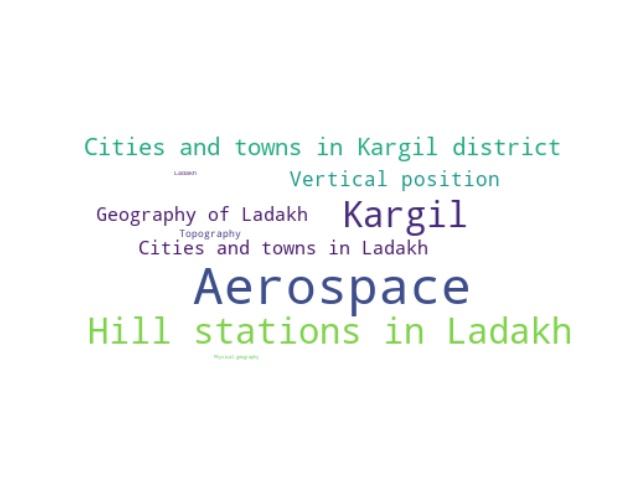 Cities and towns in Kargil district
Ladakh
Vertical position
Geography of Ladakh
Kargil
Topography
Cities and towns in Ladakh
Aerospace
Hill stations in Ladakh
Physical geography